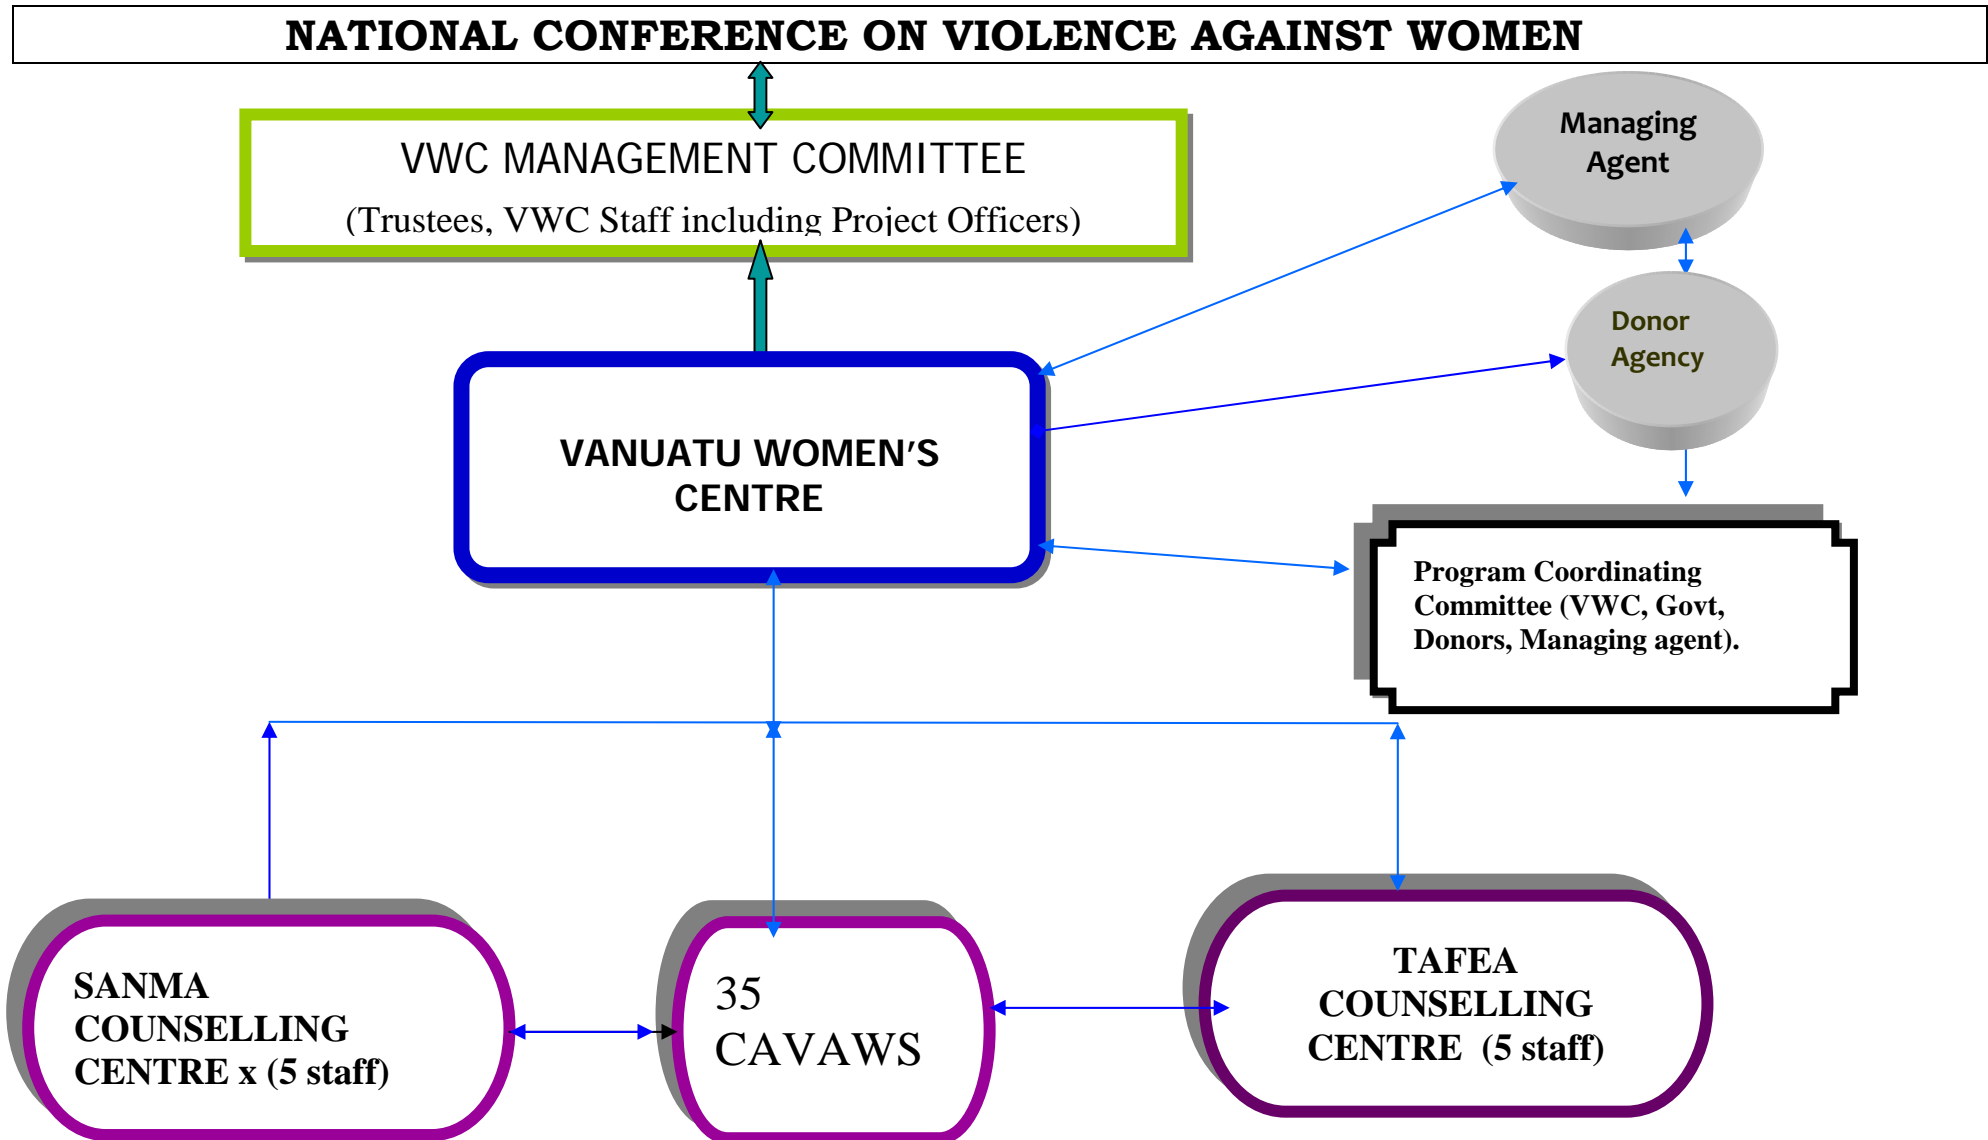 NATIONAL CONFERENCE ON VIOLENCE AGAINST WOMEN
VWC MANAGEMENT COMMITTEE
(Trustees, VWC Staff including Project Officers)
Managing
Agent
Donor
Agency
VANUATU WOMEN’S
CENTRE
Program Coordinating
Committee (VWC, Govt,
Donors, Managing agent).
SANMA
COUNSELLING
CENTRE x (5 staff)
35
CAVAWS
TAFEA
COUNSELLING
CENTRE (5 staff)